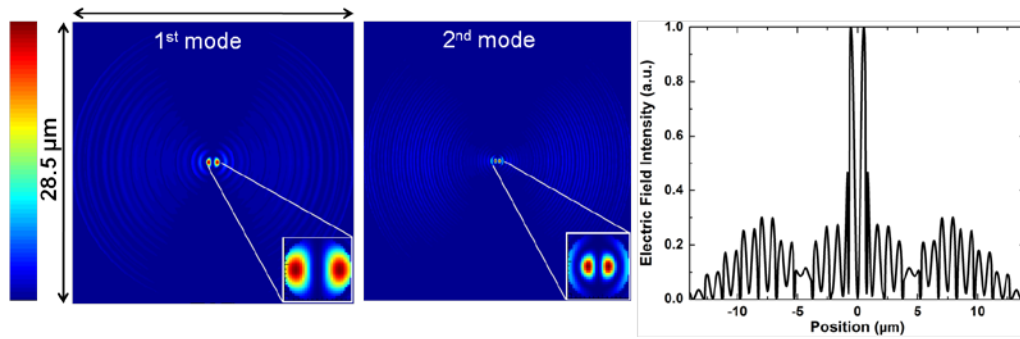 1st mode
2nd mode
28.5 µm
Electric Field Intensity (a.u.)
1.0
0.8
0.6
0.4
0.2
0.0
-10
-5
0
5
10
Position (µm)